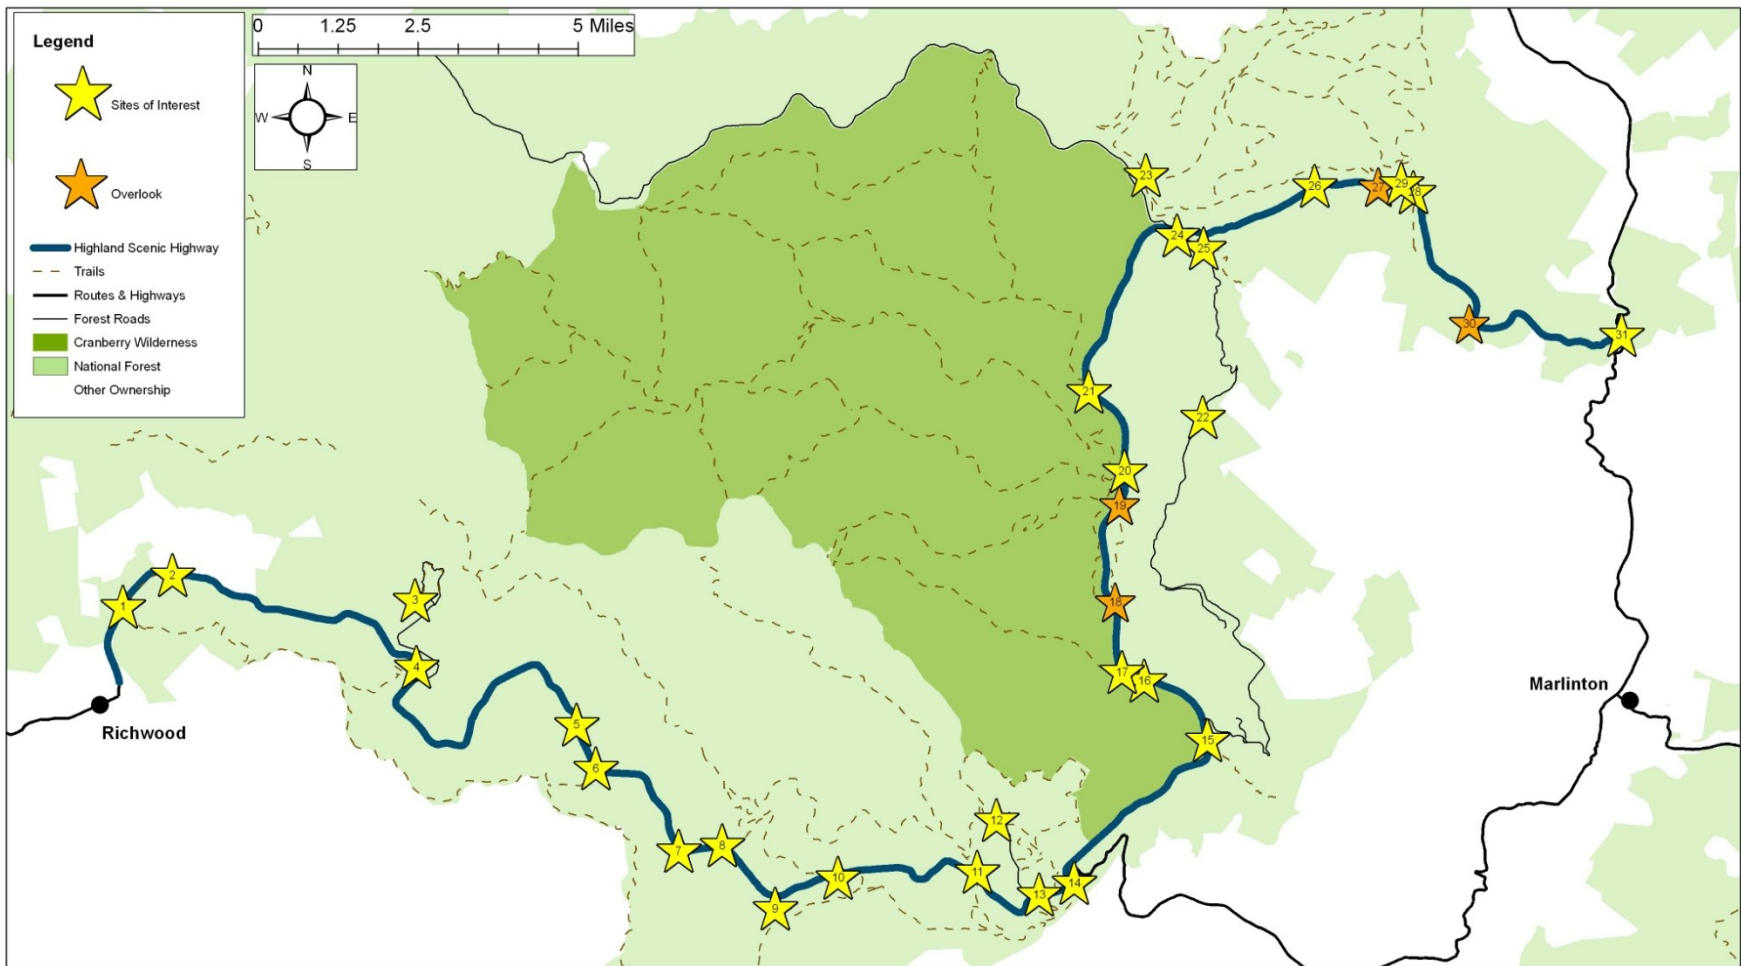 0 1.25 2.5 5 Miles
Legend
Sites of Interest
Overlook
Highland Scenic Highway
Trails
Routes & Highways
Forest Roads
Cranberry Wilderness
National Forest
Other Ownership
N
W E
S
23
26
27
29
8
24
25
30
31
21
22
20
19
18
17
16
15
1
2
3
4
5
6
7
8
9
10
11
12
13
14
Richwood
Marlinton